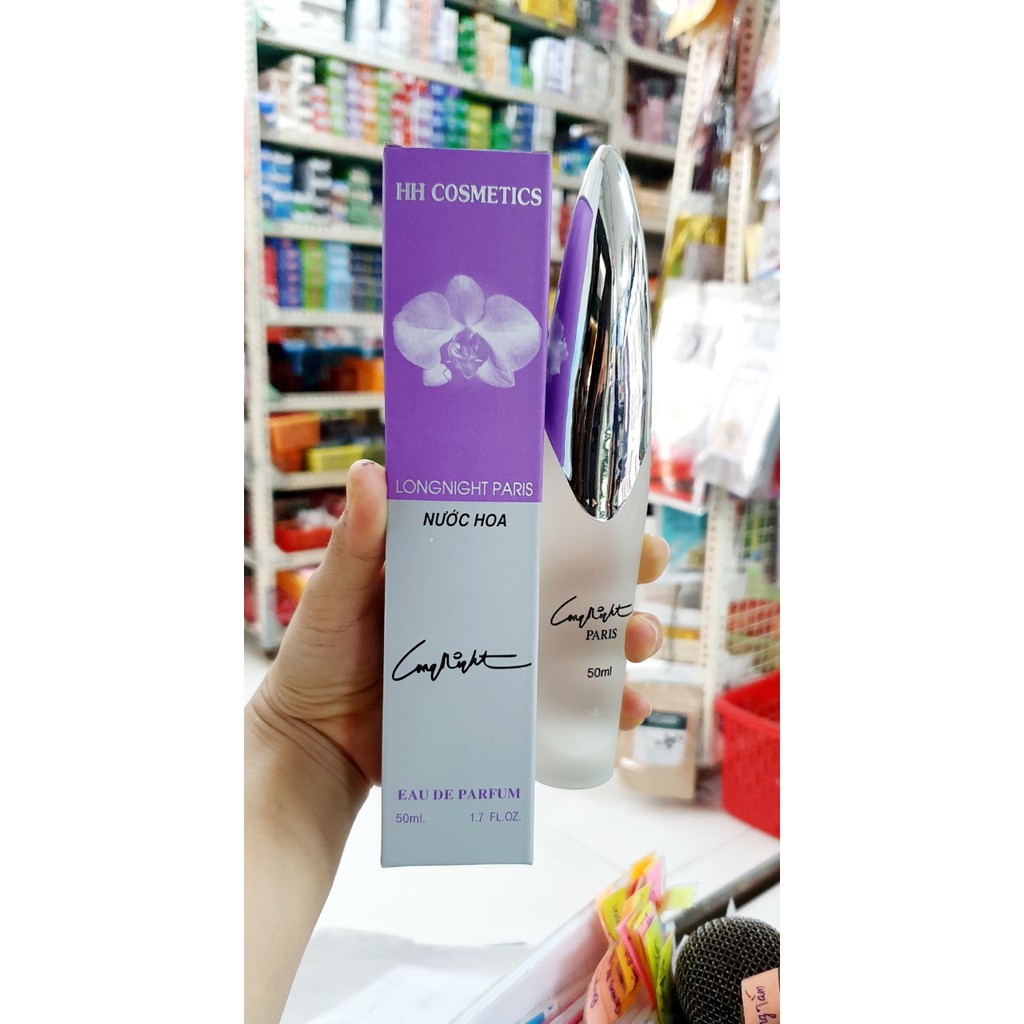 HH COSMETICS
LONGNIGHT PARIS
NƯỚC HOA
LongNight
EAU DE PARFUM
50ml. 1.7 FL.OZ.
LongNight
PARIS
50ml